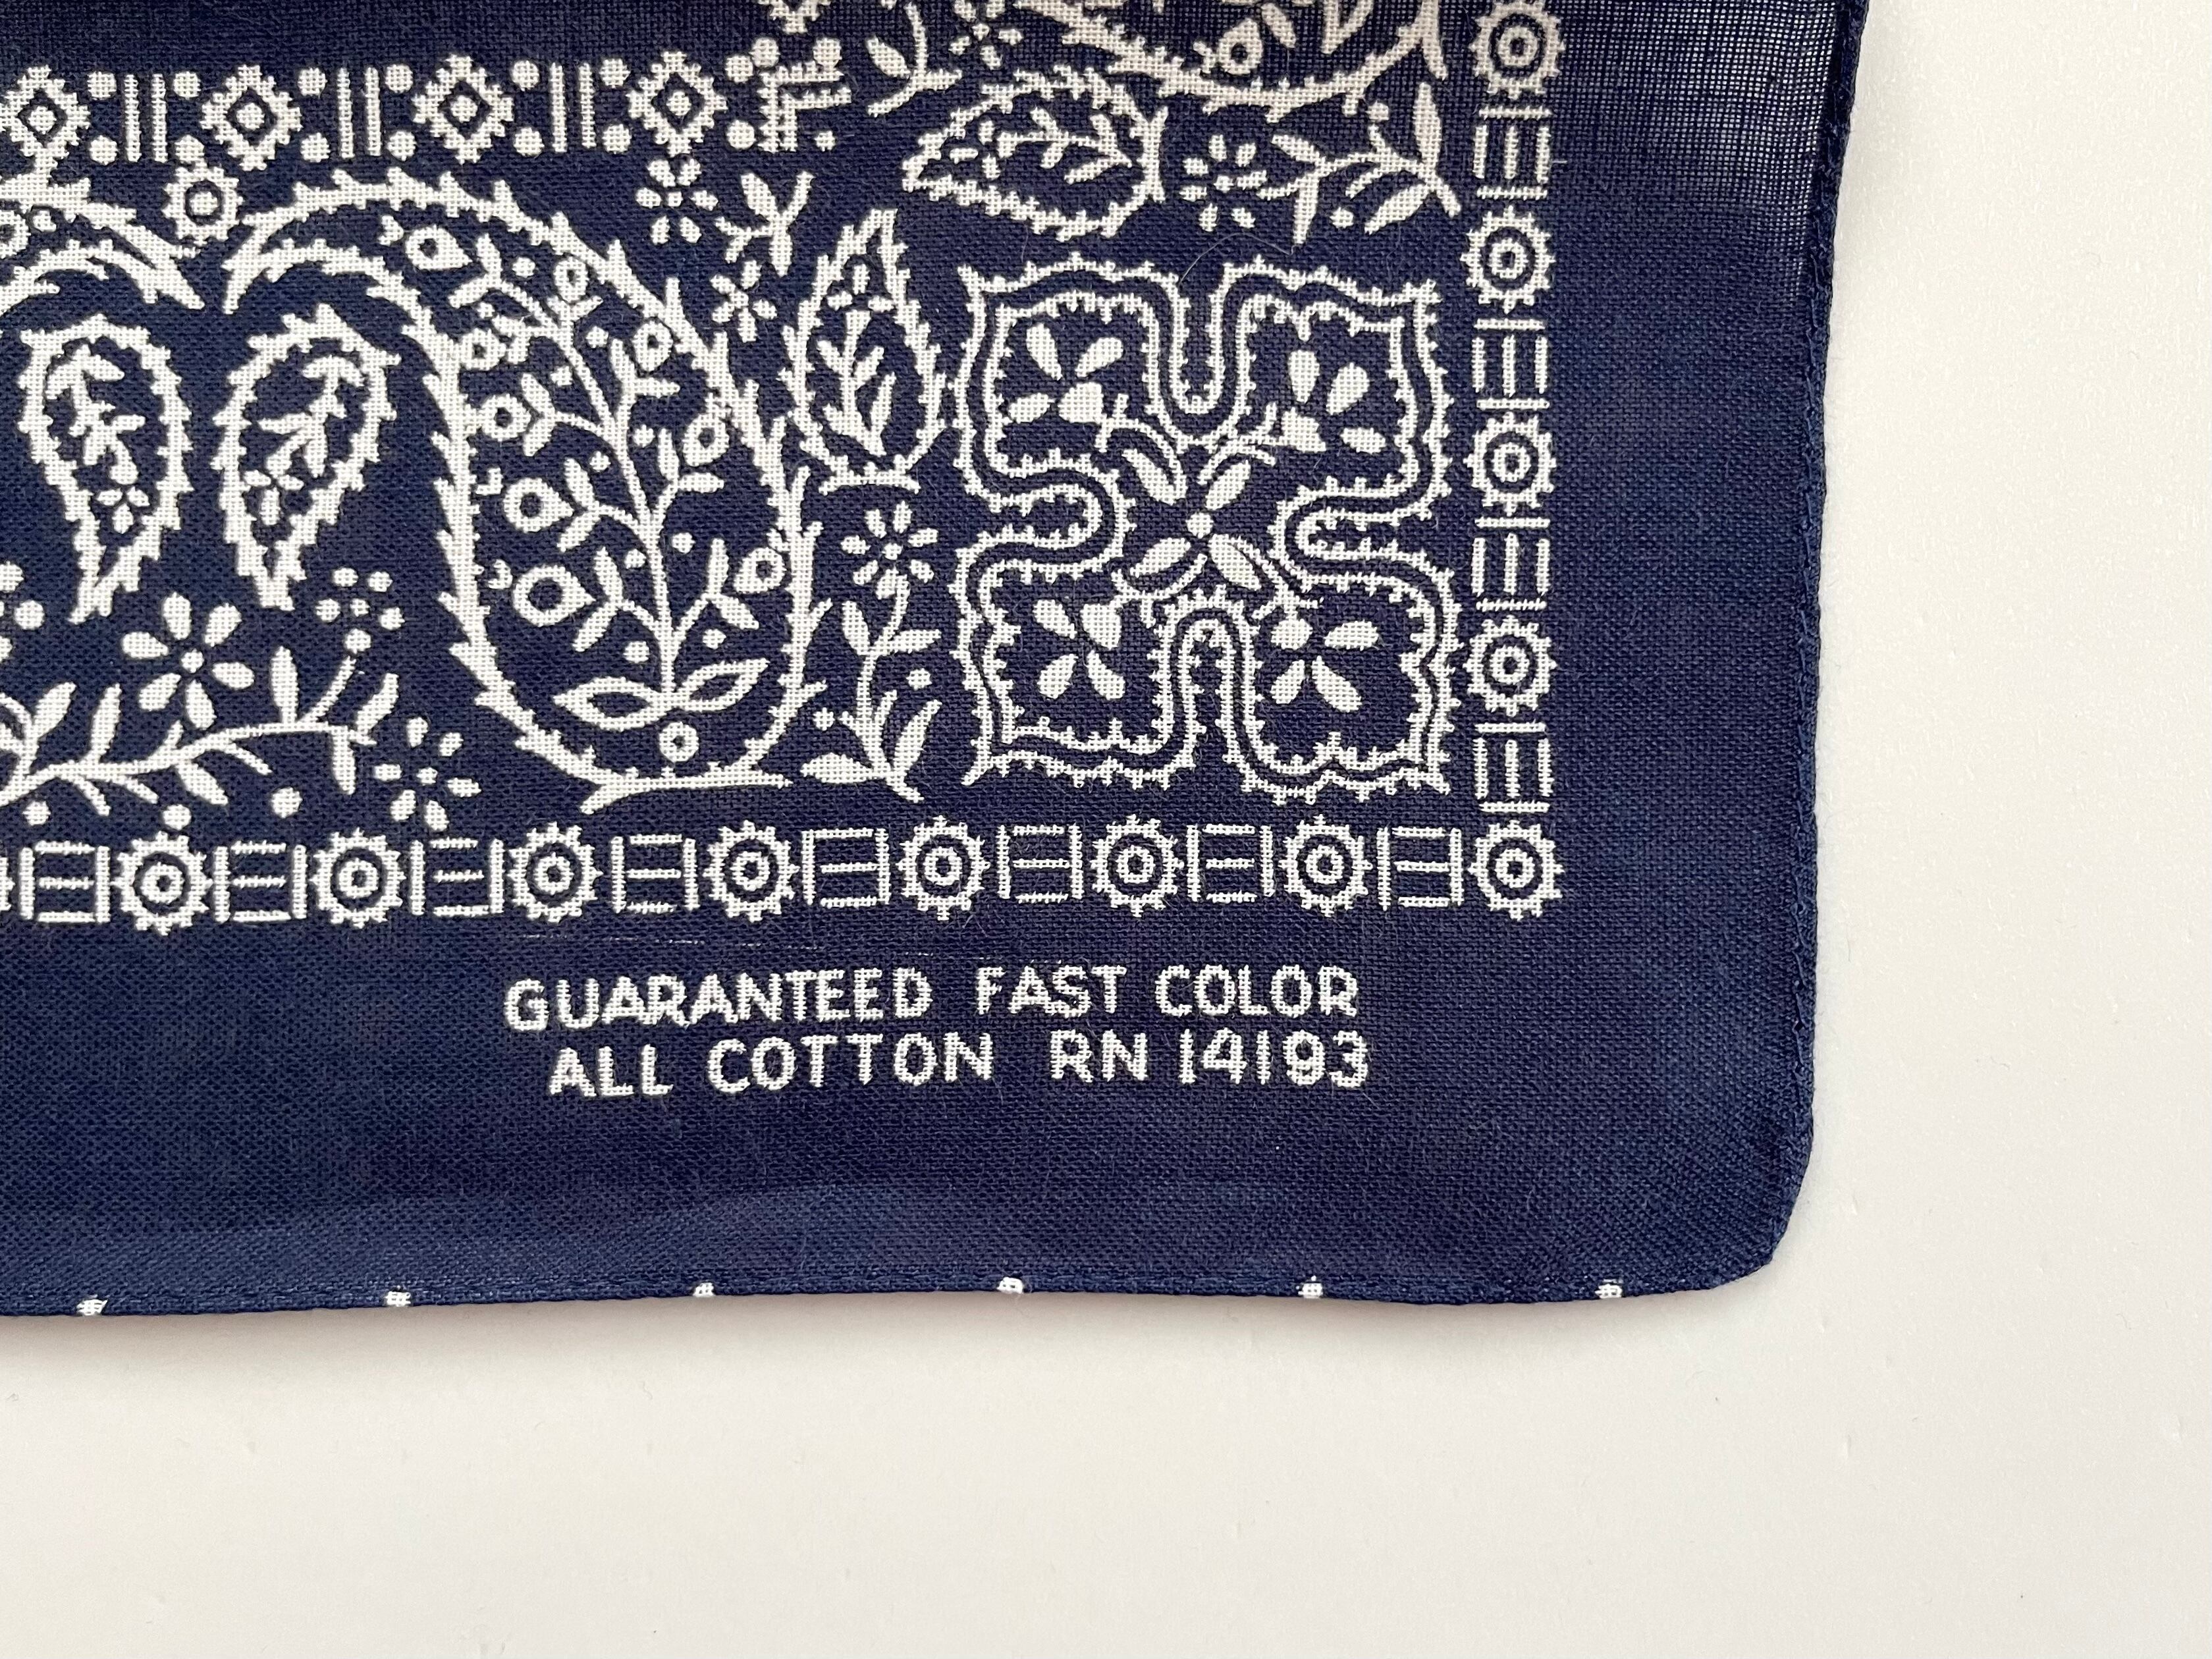 GUARANTEED FAST COLOR
ALL COTTON RN 14193